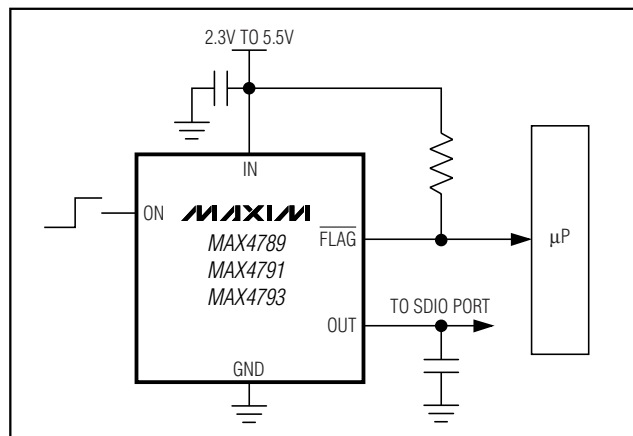 2.3V TO 5.5V
IN
ON
MAXIM
MAX4789
MAX4791
MAX4793
FLAG
µP
OUT
TO SDIO PORT
GND